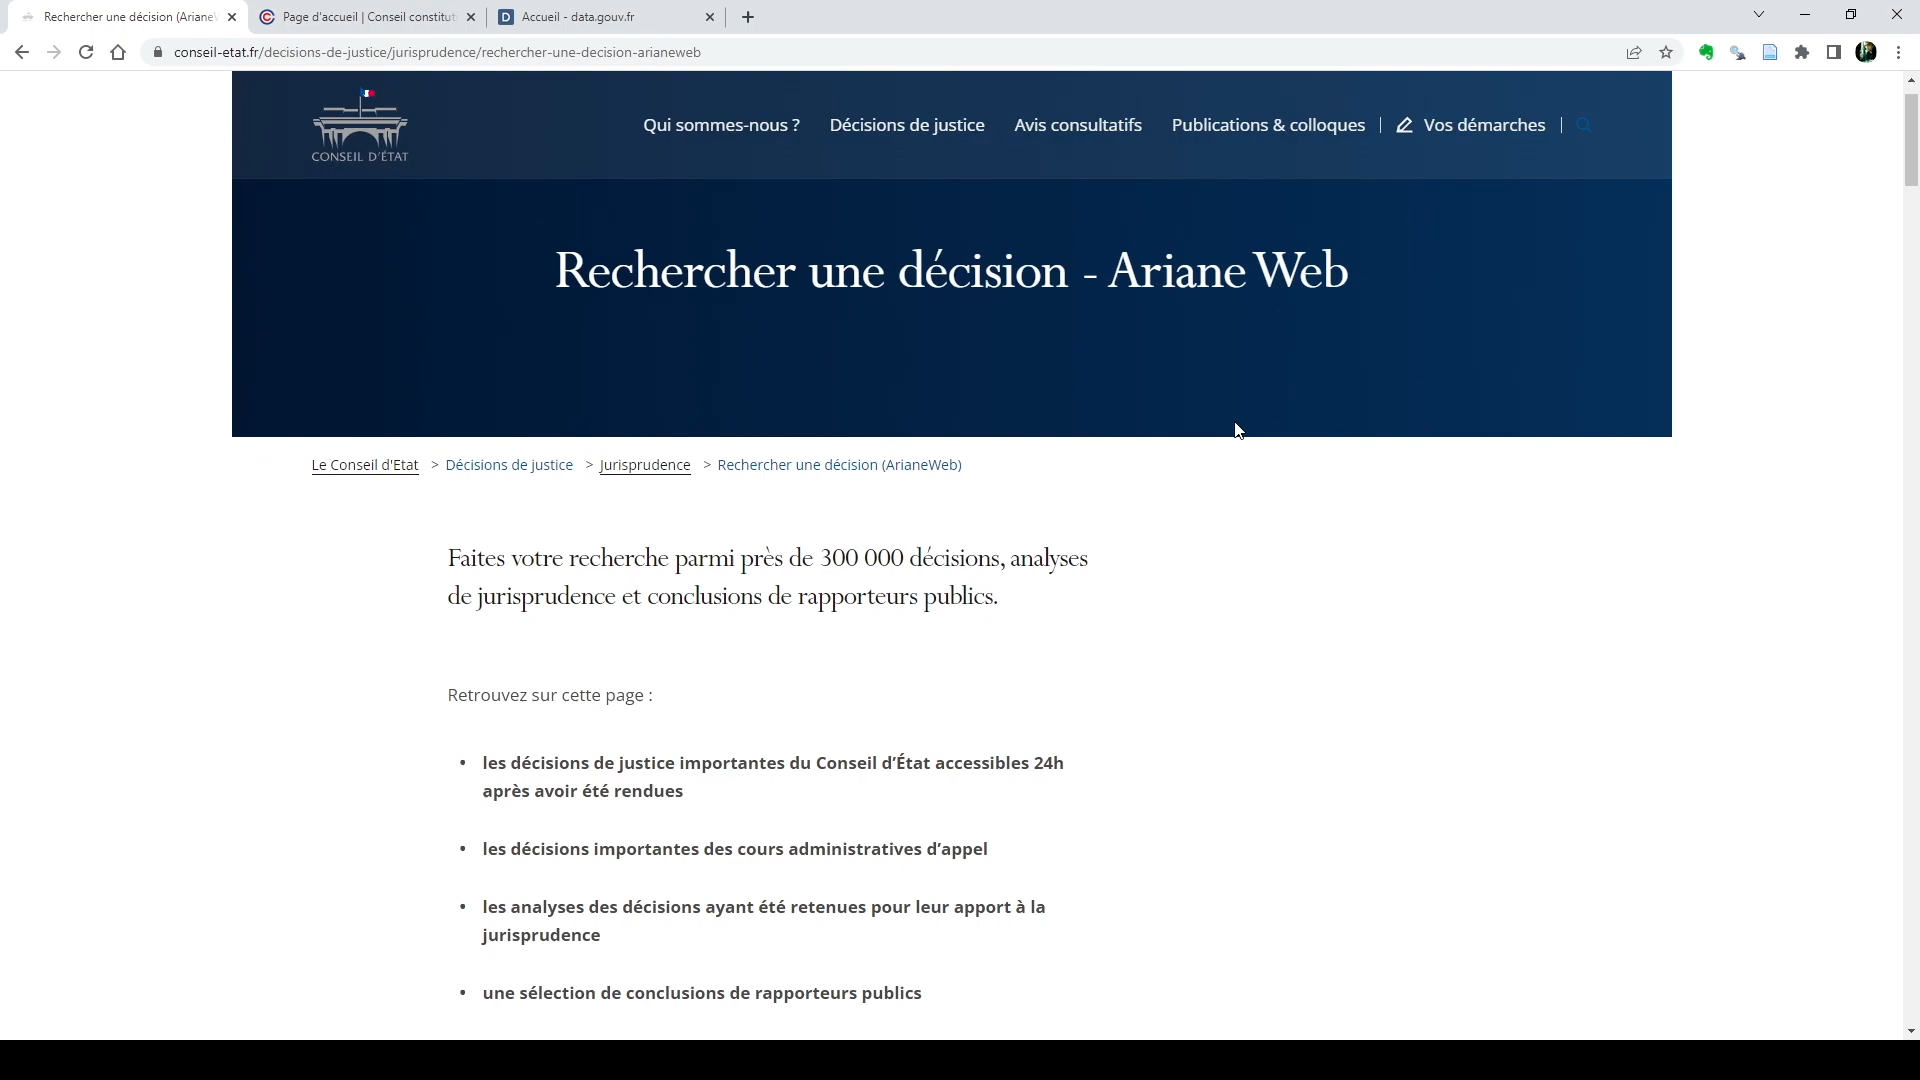 Rechercher une décision (ArianeW
Page d'accueil | Conseil constitut
D Accueil - data.gouv.fr
conseil-etat.fr/decisions-de-justice/jurisprudence/rechercher-une-decision-arianeweb
CONSEIL D'ÉTAT
Qui sommes-nous ? Décisions de justice Avis consultatifs Publications & colloques | Vos démarches |
Rechercher une décision - ArianeWeb
Le Conseil d'Etat > Décisions de justice > Jurisprudence > Rechercher une décision (ArianeWeb)
Faites votre recherche parmi près de 300 000 décisions, analyses
de jurisprudence et conclusions de rapporteurs publics.
Retrouvez sur cette page :
• les décisions de justice importantes du Conseil d’État accessibles 24h
après avoir été rendues
• les décisions importantes des cours administratives d’appel
• les analyses des décisions ayant été retenues pour leur apport à la
jurisprudence
• une sélection de conclusions de rapporteurs publics